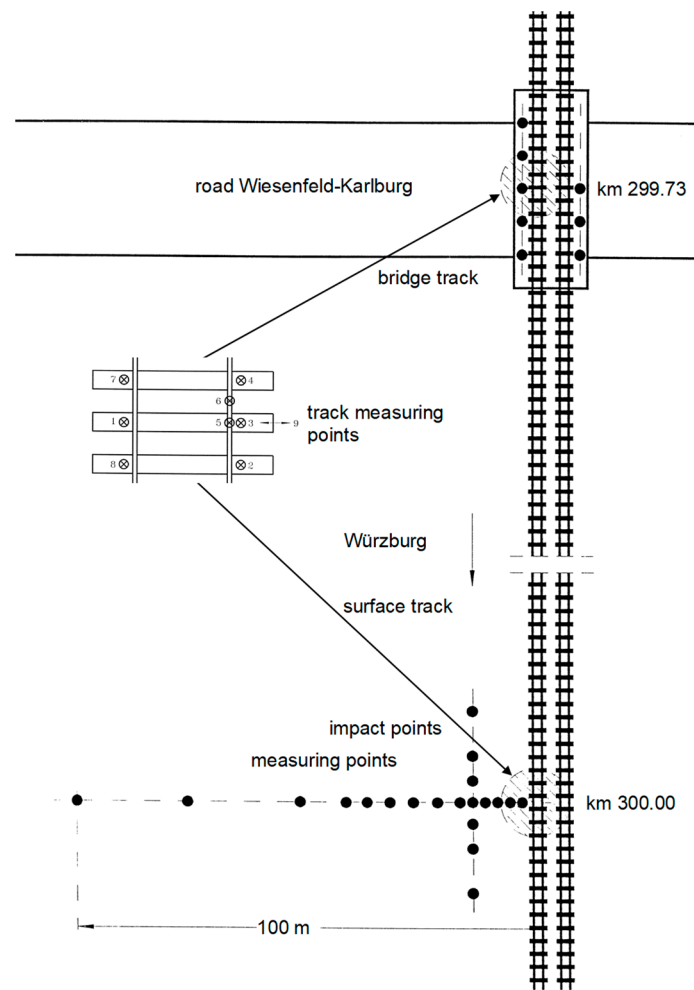 road Wiesenfeld-Karlburg
km 299.73
bridge track
7
4
6
1
5
3
9
track measuring
points
8
2
Würzburg
surface track
impact points
measuring points
km 300.00
100 m